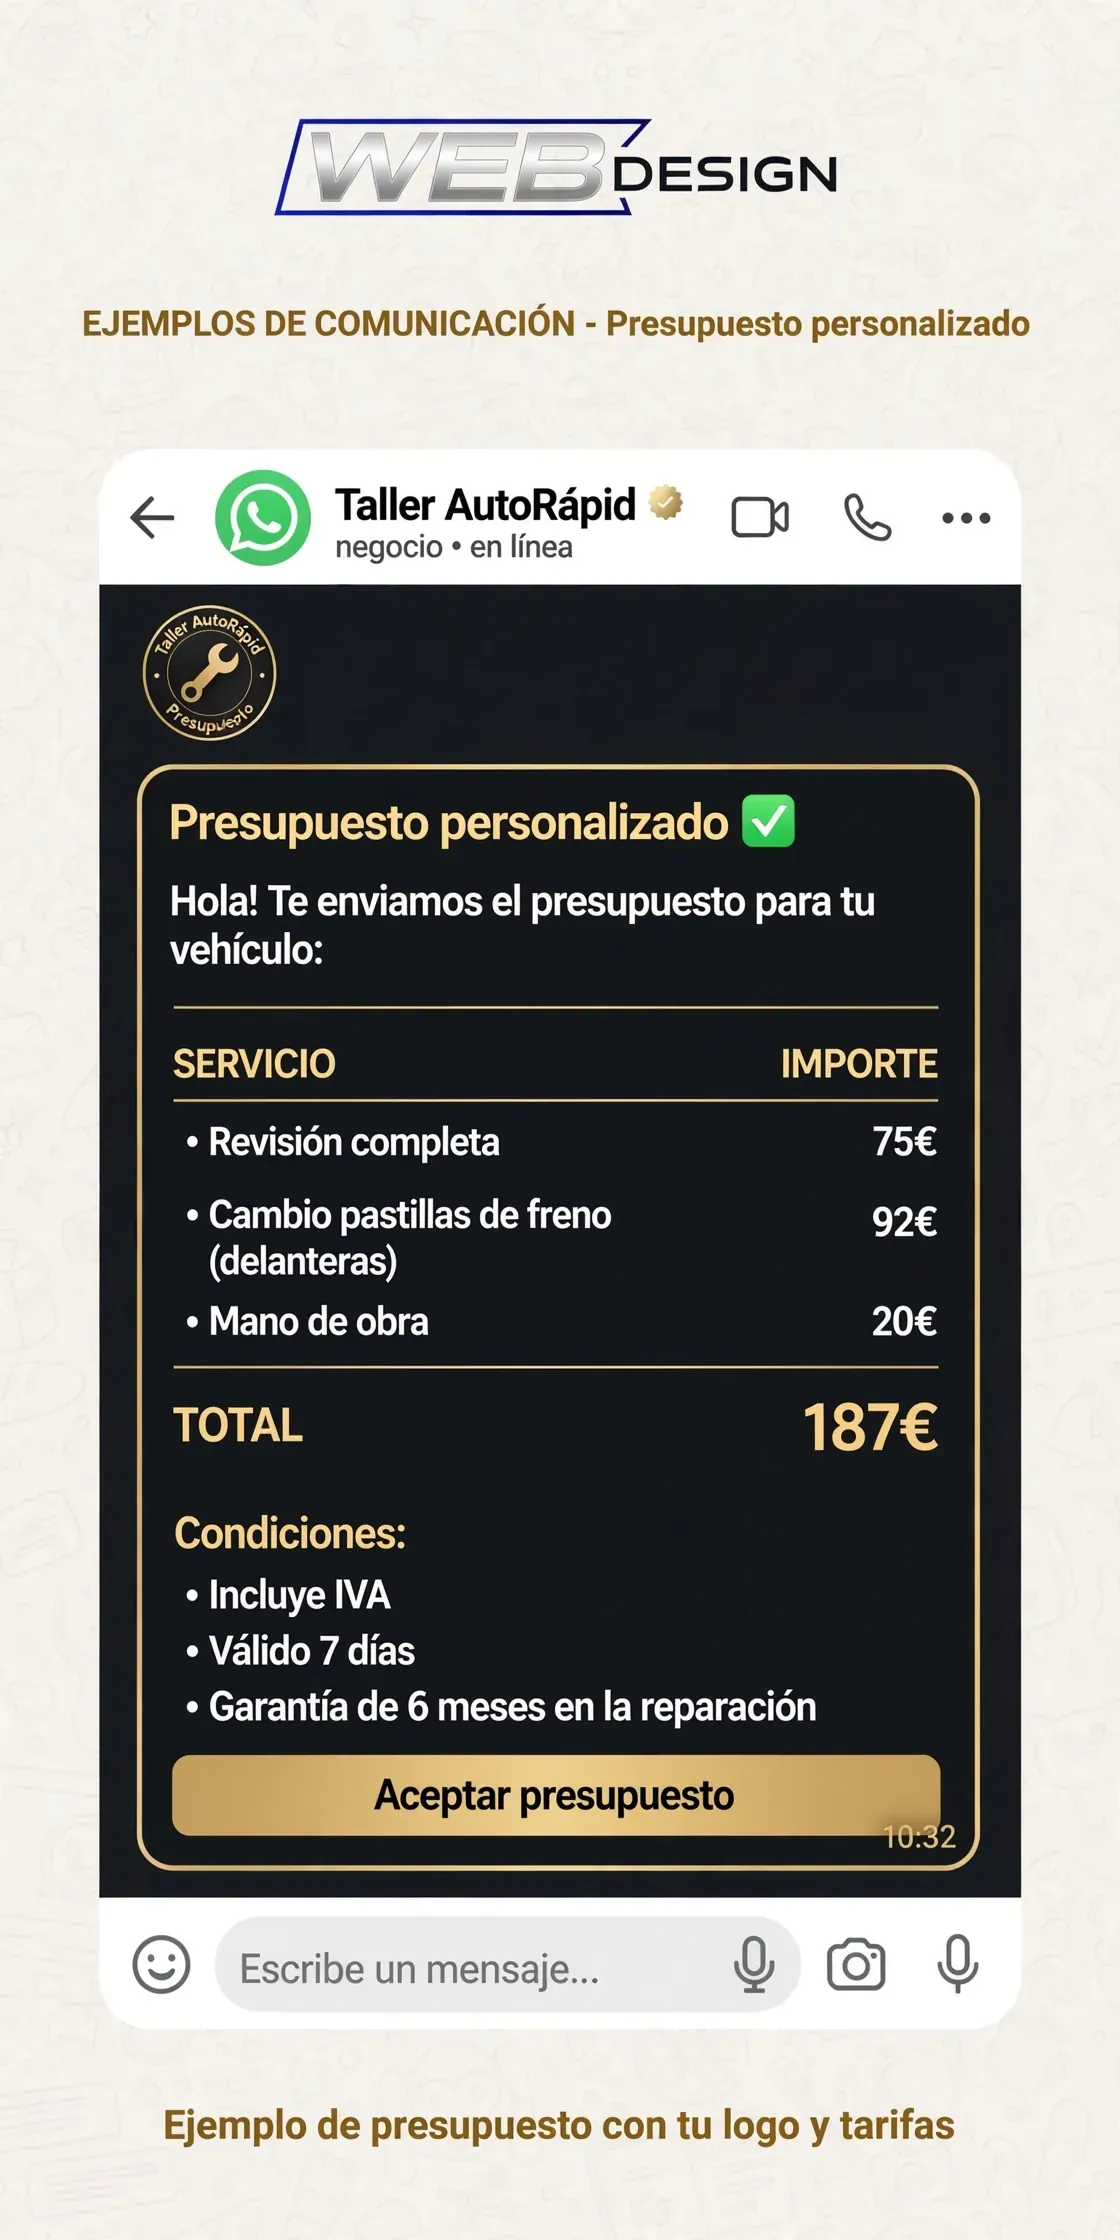 WEB DESIGN
EJEMPLOS DE COMUNICACIÓN - Presupuesto personalizado
Taller AutoRápid
negocio • en línea
Taller AutoRápid
Presupuesto
Presupuesto personalizado ✅
Hola! Te enviamos el presupuesto para tu
vehículo:
SERVICIO IMPORTE
• Revisión completa 75€
• Cambio pastillas de freno 92€
(delanteras)
• Mano de obra 20€
TOTAL 187€
Condiciones:
• Incluye IVA
• Válido 7 días
• Garantía de 6 meses en la reparación
Aceptar presupuesto
10:32
Escribe un mensaje...
Ejemplo de presupuesto con tu logo y tarifas